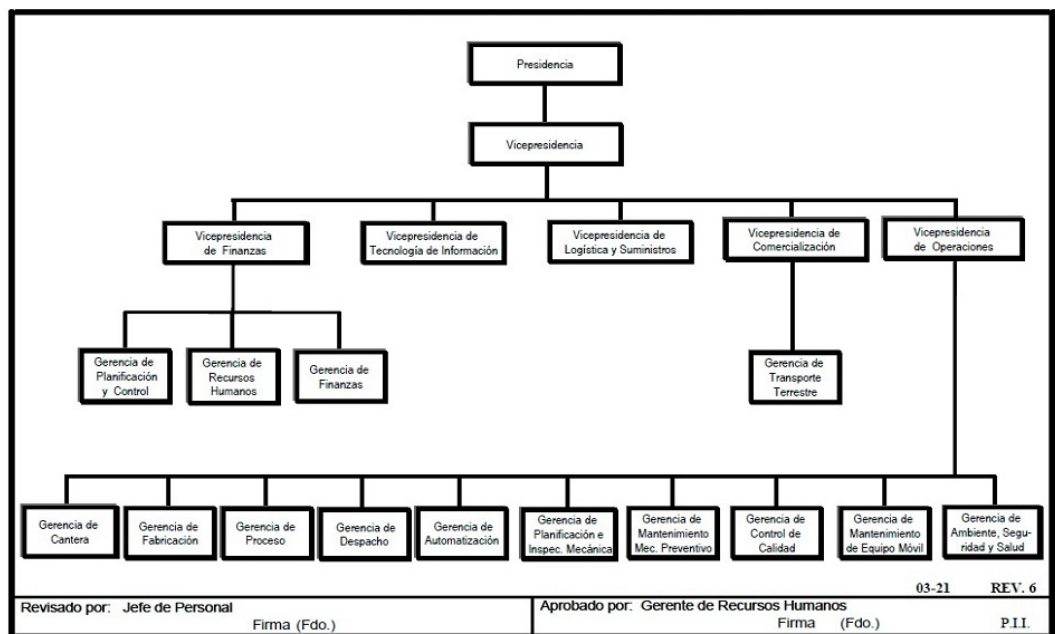 Presidencia
Vicepresidencia
Vicepresidencia
de Finanzas
Vicepresidencia de
Tecnología de Información
Vicepresidencia de
Logística y Suministros
Vicepresidencia de
Comercialización
Vicepresidencia
de Operaciones
Gerencia de
Planificación
y Control
Gerencia de
Recursos
Humanos
Gerencia de
Finanzas
Gerencia de
Transporte
Terrestre
Gerencia de
Cantera
Gerencia de
Fabricación
Gerencia de
Proceso
Gerencia de
Despacho
Gerencia de
Automatización
Gerencia de
Planificación e
Inspec. Mecánica
Gerencia de
Mantenimiento
Mec. Preventivo
Gerencia de
Control de
Calidad
Gerencia de
Mantenimiento
de Equipo Móvil
Gerencia de
Ambiente, Segu-
ridad y Salud
03-21 REV. 6
Revisado por: Jefe de Personal
Firma (Fdo.)
Aprobado por: Gerente de Recursos Humanos
Firma (Fdo.) P.I.I.